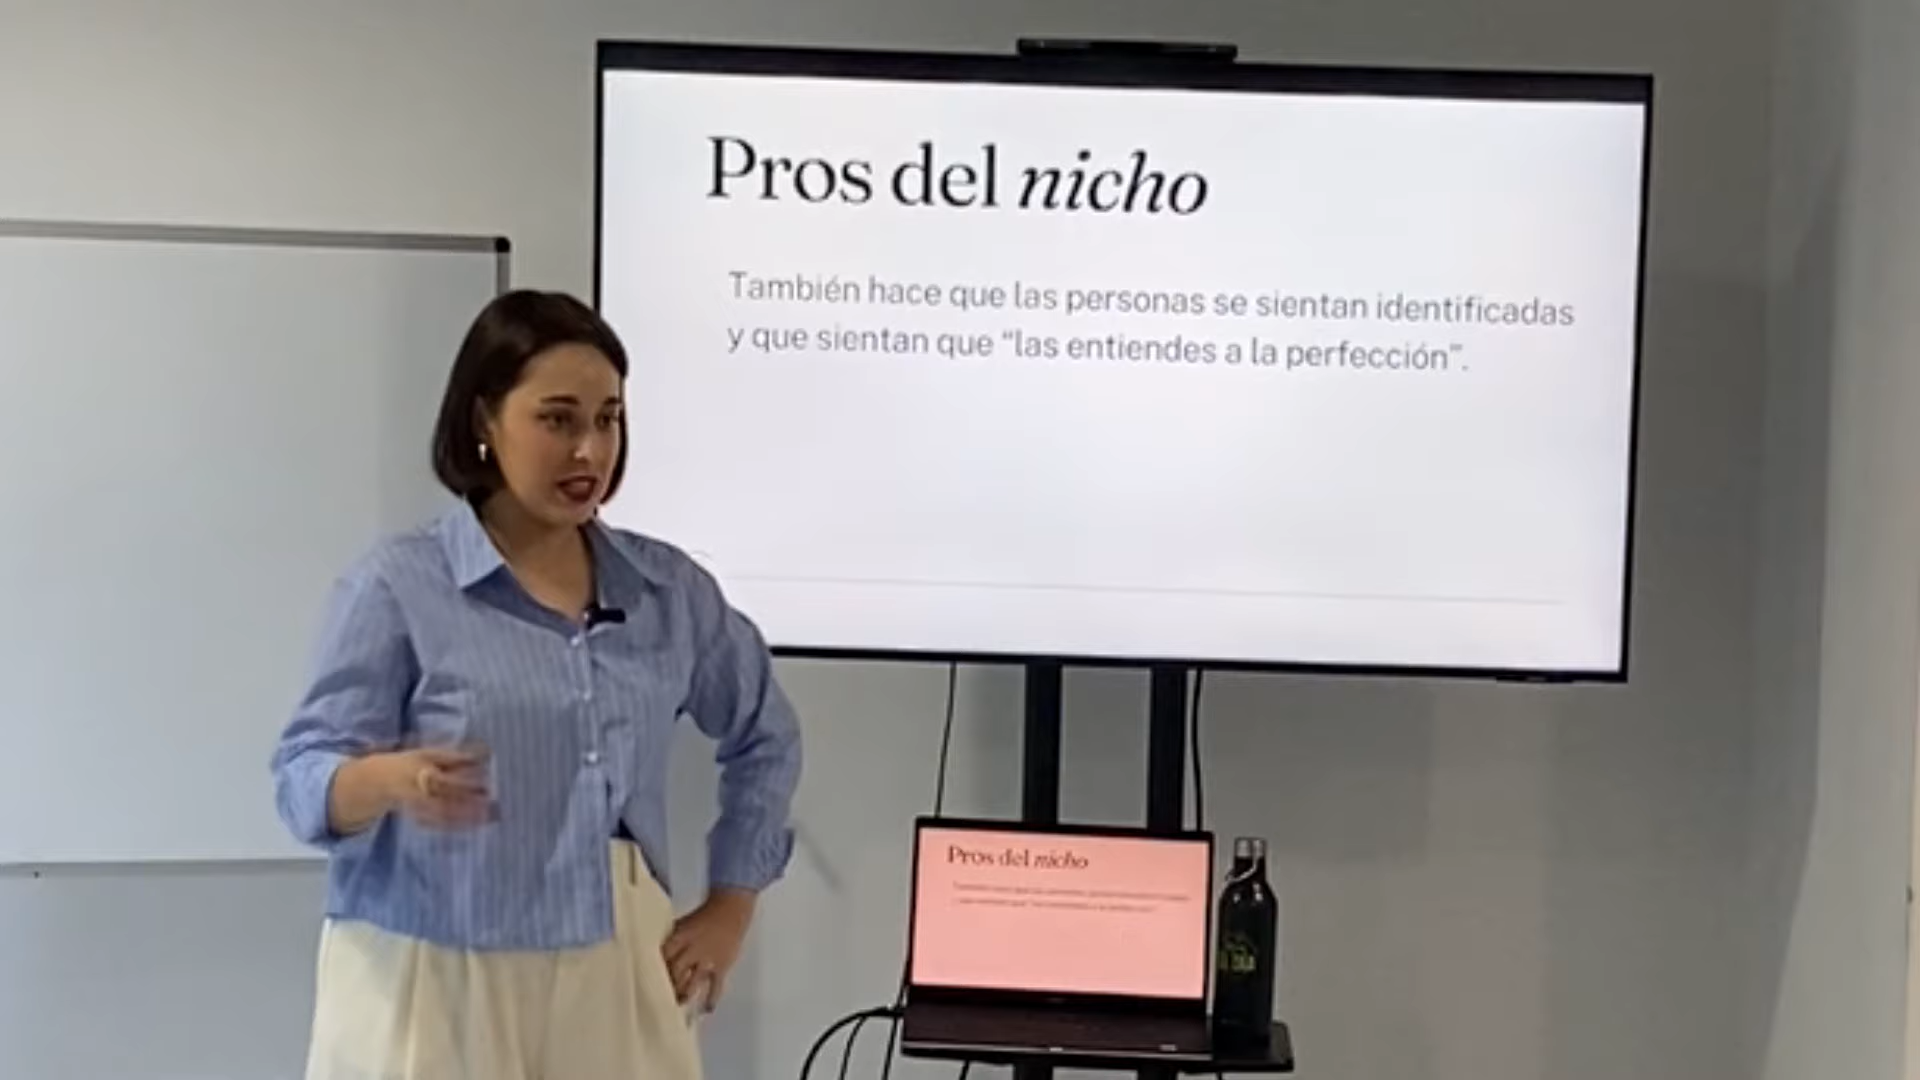 Pros del nicho
También hace que las personas se sientan identificadas
y que sientan que “las entiendes a la perfección”.
Pros del nicho